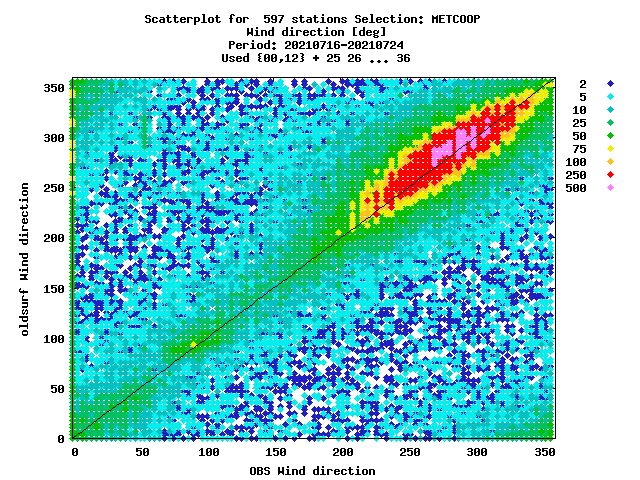 Scatterplot for 597 stations Selection: METCOOP
Wind direction [deg]
Period: 20210716-20210724
Used {00,12} + 25 26 ... 36
350
300
250
200
150
100
50
0
oldsurf Wind direction
0 50 100 150 200 250 300 350
OBS Wind direction
2
5
10
25
50
75
100
250
500